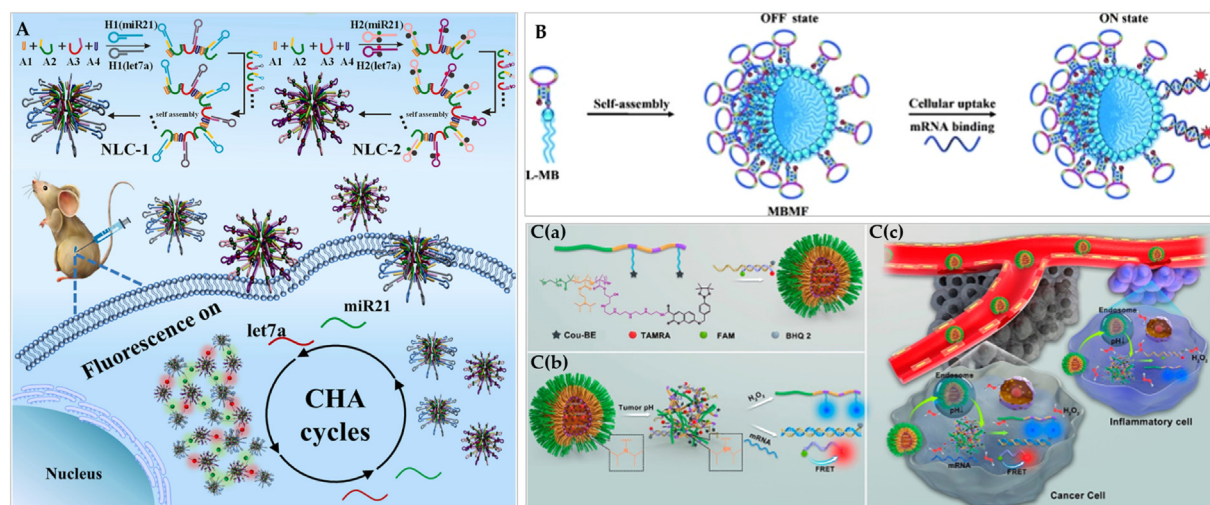 A
H1(miR21)
H1(let7a)
A1 A2 A3 A4
self assembly
NLC-1
H2(miR21)
H2(let7a)
A1 A2 A3 A4
self assembly
NLC-2
miR21
Fluorescence on
let7a
CHA
cycles
Nucleus
B
OFF state
ON state
Self-assembly
Cellular uptake
mRNA binding
L-MB
MBMF
C(a)
Cou-BE
TAMRA
FAM
BHQ 2
C(b)
Tumor pH
H₂O₂
mRNA
FRET
C(c)
Endosome
pH↓
H₂O₂
Inflammatory cell
Endosome
pH↓
H₂O₂
mRNA
FRET
Cancer Cell